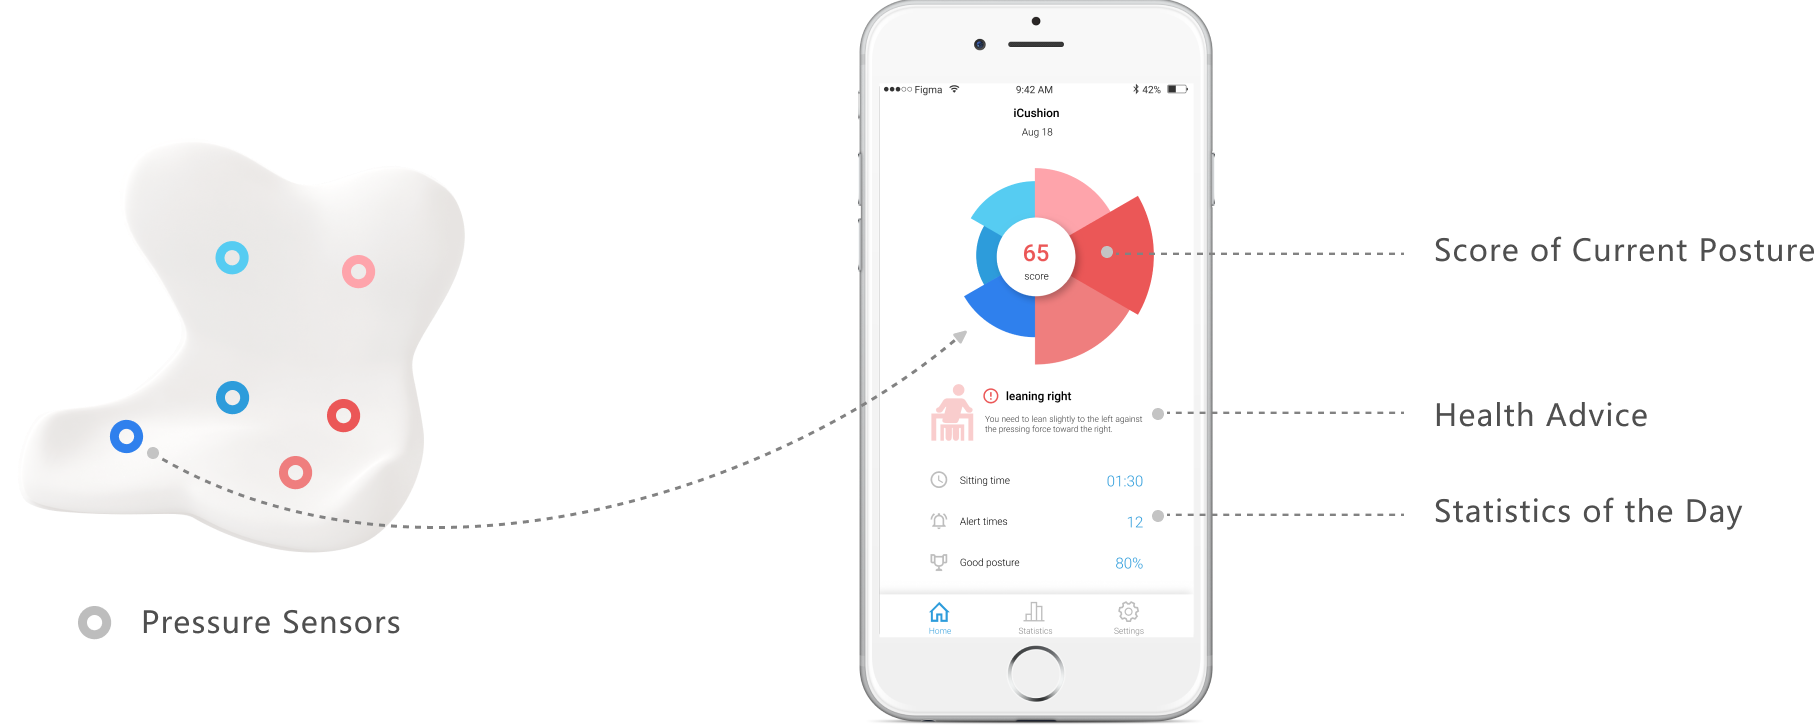 Figma
9:42 AM
42%
iCushion
Aug 18
65
score
leaning right
You need to lean slightly to the left against
the pressing force toward the right.
Sitting time
01:30
Alert times
12
Good posture
80%
Home
Statistics
Settings
Score of Current Posture
Health Advice
Statistics of the Day
Pressure Sensors